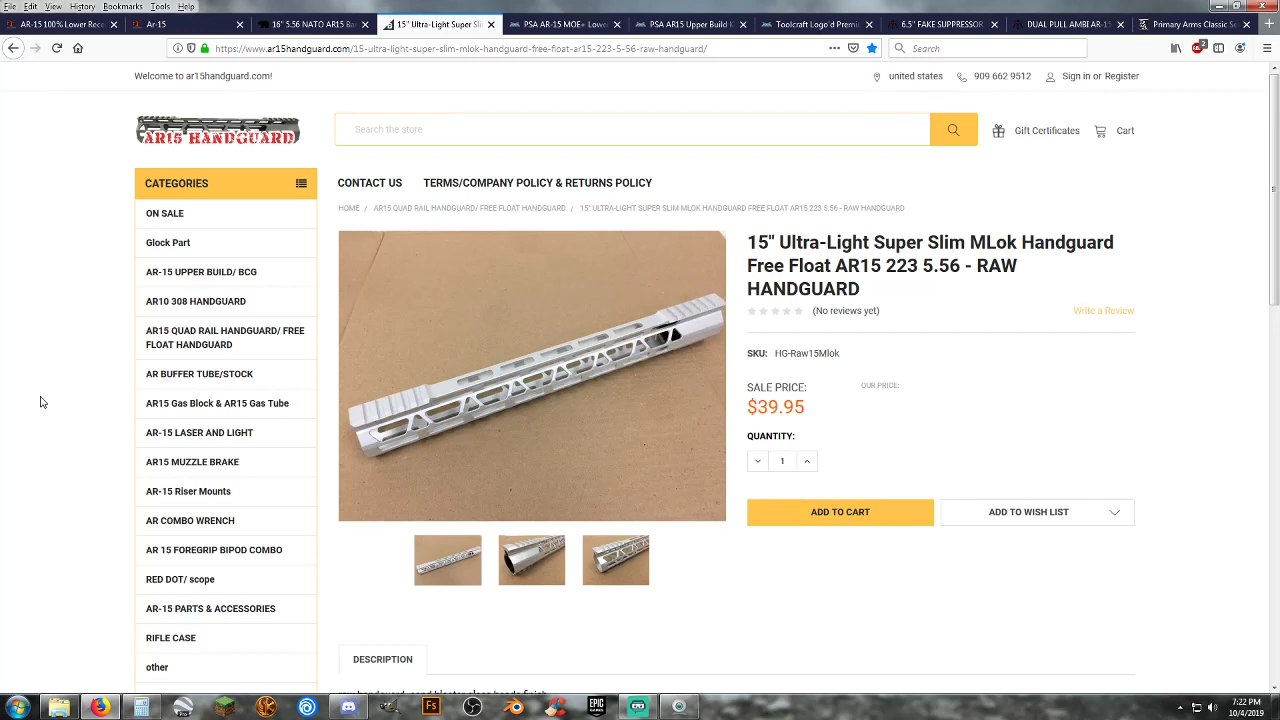 File Edit View History Bookmarks Tools Help
AR-15 100% Lower Rece
AR-15
16" 5.56 NATO AR15 Bar
15" Ultra-Light Super Sli
PSA AR-15 MOE+ Lowe
PSA AR15 Upper Build K
Toolcraft Logo'd Premium
6.5" FAKE SUPPRESSOR
DUAL PULL AMBI AR-15
Primary Arms Classic Se
https://www.ar15handguard.com/15-ultra-light-super-slim-mlok-handguard-free-float-ar15-223-5-56-raw-handguard/
Search
2
Welcome to ar15handguard.com!
united states
909 662 9512
Sign in or Register
AR15 HANDGUARD
Search the store
Gift Certificates
Cart
CATEGORIES
CONTACT US
TERMS/COMPANY POLICY & RETURNS POLICY
HOME / AR15 QUAD RAIL HANDGUARD/ FREE FLOAT HANDGUARD / 15" ULTRA-LIGHT SUPER SLIM MLOK HANDGUARD FREE FLOAT AR15 223 5.56 - RAW HANDGUARD
ON SALE
Glock Part
AR-15 UPPER BUILD/ BCG
AR10 308 HANDGUARD
AR15 QUAD RAIL HANDGUARD/ FREE
FLOAT HANDGUARD
AR BUFFER TUBE/STOCK
AR15 Gas Block & AR15 Gas Tube
AR-15 LASER AND LIGHT
AR15 MUZZLE BRAKE
AR-15 Riser Mounts
AR COMBO WRENCH
AR 15 FOREGRIP BIPOD COMBO
RED DOT/ scope
AR-15 PARTS & ACCESSORIES
RIFLE CASE
other
15" Ultra-Light Super Slim MLok Handguard
Free Float AR15 223 5.56 - RAW
HANDGUARD
(No reviews yet)
Write a Review
SKU: HG-Raw15Mlok
SALE PRICE:
OUR PRICE:
$39.95
QUANTITY:
1
ADD TO CART
ADD TO WISH LIST
DESCRIPTION
Pro
Fs
EPIC
GAMES
7:22 PM
10/4/2019